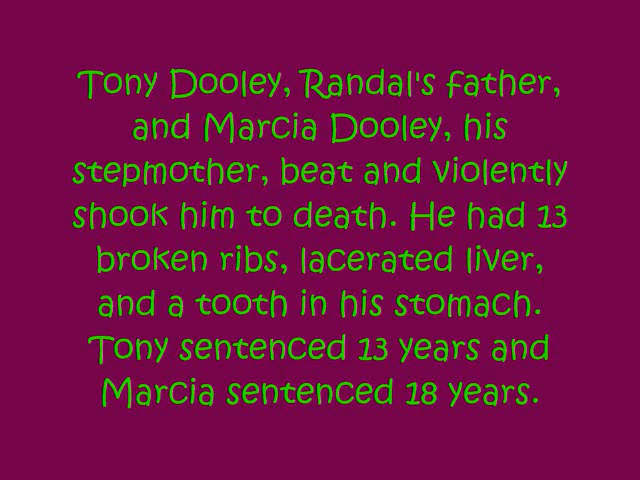 Tony Dooley, Randal's father,
and Marcia Dooley, his
stepmother, beat and violently
shook him to death. He had 13
broken ribs, lacerated liver,
and a tooth in his stomach.
Tony sentenced 13 years and
Marcia sentenced 18 years.